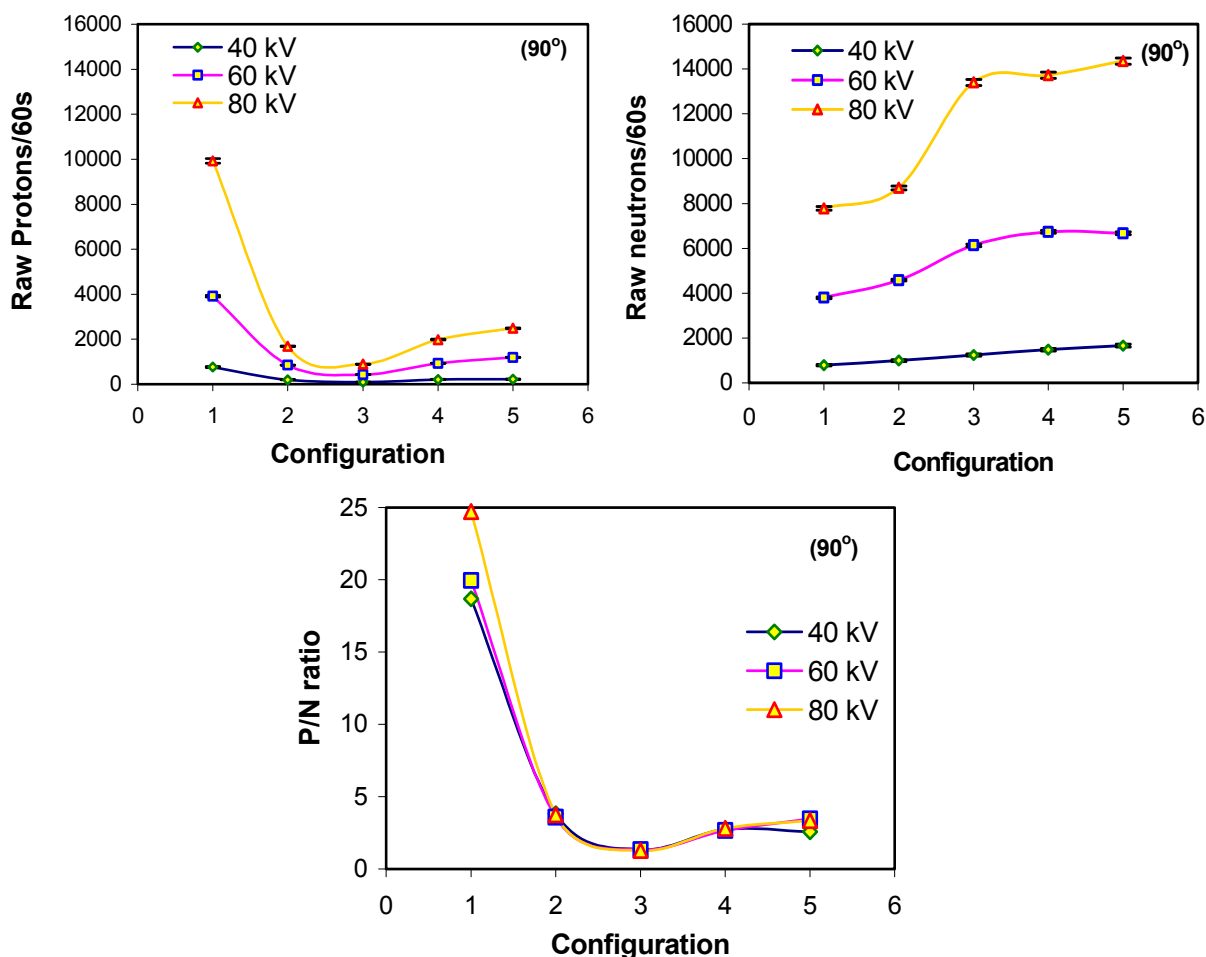 16000
14000
12000
10000
8000
6000
4000
2000
0
0 1 2 3 4 5 6
Raw Protons/60s
Configuration
40 kV
60 kV
80 kV
(90°)
16000
14000
12000
10000
8000
6000
4000
2000
0
0 1 2 3 4 5 6
Raw neutrons/60s
Configuration
40 kV
60 kV
80 kV
(90°)
25
20
15
10
5
0
0 1 2 3 4 5 6
P/N ratio
Configuration
(90°)
40 kV
60 kV
80 kV